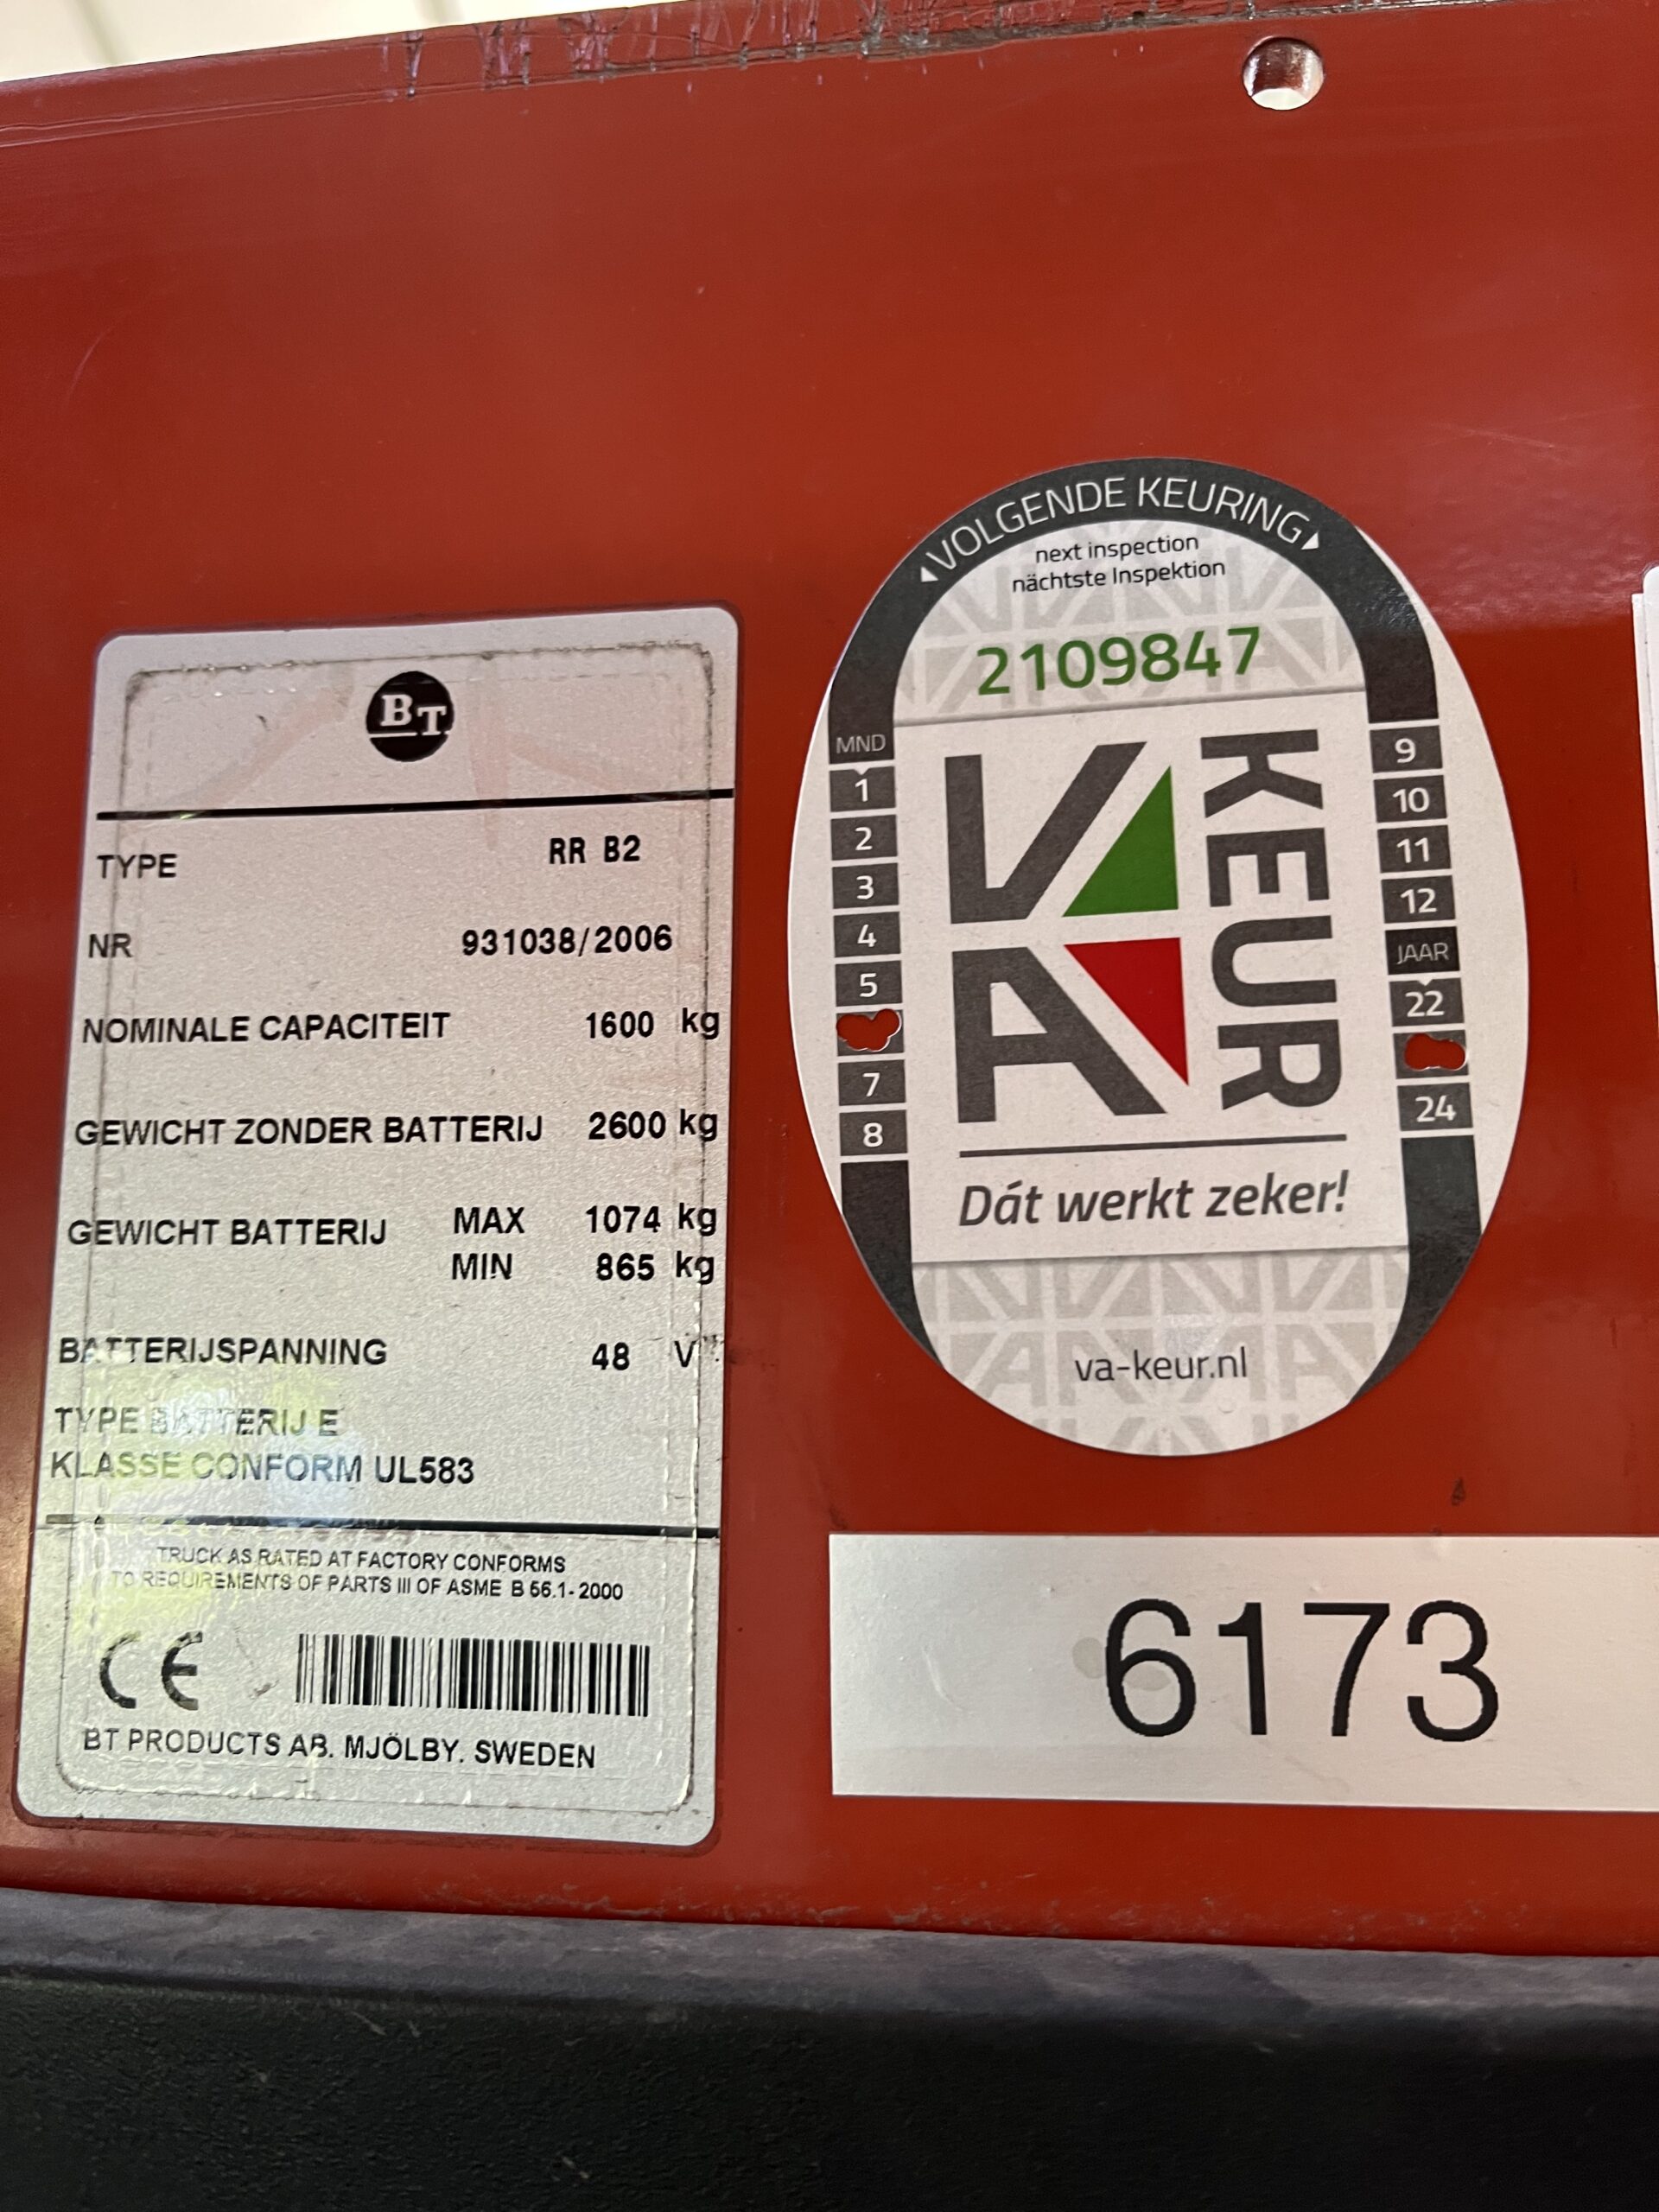 BT
TYPE RR B2
NR 931038/2006
NOMINALE CAPACITEIT 1600 kg
GEWICHT ZONDER BATTERIJ 2600 kg
GEWICHT BATTERIJ MAX 1074 kg
MIN 865 kg
BATTERIJSPANNING 48 V
TYPE BATTERIJ E
KLASSE CONFORM UL583
TRUCK AS RATED AT FACTORY CONFORMS
TO REQUIREMENTS OF PARTS III OF ASME B 56.1-2000
CE
BT PRODUCTS AB. MJÖLBY. SWEDEN
VOLGENDE KEURING
next inspection
nächtste Inspektion
2109847
MND
1
2
3
4
5
7
8
VA
KEUR
9
10
11
12
JAAR
22
24
Dát werkt zeker!
va-keur.nl
6173